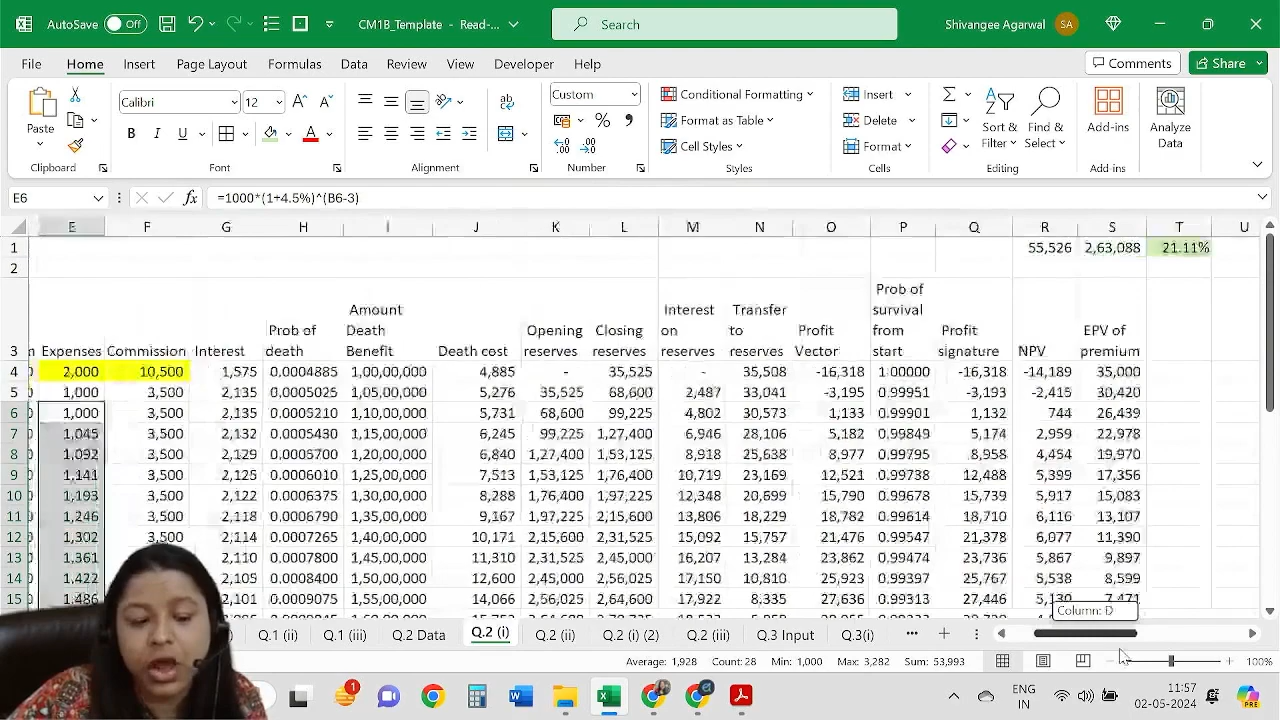 AutoSave Off CM1B_Template - Read-... Search Shivangee Agarwal SA
File Home Insert Page Layout Formulas Data Review View Developer Help Comments Share
Paste Calibri 12 B I U A Custom % Conditional Formatting Format as Table Cell Styles Insert Delete Format Sort & Filter Find & Select Add-ins Analyze Data
Clipboard Font Alignment Number Styles Cells Editing Add-ins
E6 fx =1000*(1+4.5%)^(B6-3)
E F G H I J K L M N O P Q R S T U
1 55,526 2,63,088 21.11%
2
Prob of
Amount Interest Transfer survival
Prob of Death Opening Closing on to Profit from Profit EPV of
3 Expenses Commission Interest death Benefit Death cost reserves reserves reserves reserves Vector start signature NPV premium
4 2,000 10,500 1,575 0.0004885 1,00,00,000 4,885 - 35,525 - 35,508 -16,318 1.00000 -16,318 -14,189 35,000
5 1,000 3,500 2,135 0.0005025 1,05,00,000 5,276 35,525 68,600 2,487 33,041 -3,195 0.99951 -3,193 -2,415 30,420
6 1,000 3,500 2,135 0.0005210 1,10,00,000 5,731 68,600 99,225 4,802 30,573 1,133 0.99901 1,132 744 26,439
7 1,045 3,500 2,132 0.0005430 1,15,00,000 6,245 99,225 1,27,400 6,946 28,106 5,182 0.99849 5,174 2,959 22,978
8 1,092 3,500 2,129 0.0005700 1,20,00,000 6,840 1,27,400 1,53,125 8,918 25,638 8,977 0.99795 8,958 4,454 19,970
9 1,141 3,500 2,125 0.0006010 1,25,00,000 7,513 1,53,125 1,76,400 10,719 23,169 12,521 0.99738 12,488 5,399 17,356
10 1,193 3,500 2,122 0.0006375 1,30,00,000 8,288 1,76,400 1,97,225 12,348 20,699 15,790 0.99678 15,739 5,917 15,083
11 1,246 3,500 2,118 0.0006790 1,35,00,000 9,167 1,97,225 2,15,600 13,806 18,229 18,782 0.99614 18,710 6,116 13,107
12 1,302 3,500 2,114 0.0007265 1,40,00,000 10,171 2,15,600 2,31,525 15,092 15,757 21,476 0.99547 21,378 6,077 11,390
13 1,361 2,110 0.0007800 1,45,00,000 11,310 2,31,525 2,45,000 16,207 13,284 23,862 0.99474 23,736 5,867 9,897
14 1,422 2,105 0.0008400 1,50,00,000 12,600 2,45,000 2,56,025 17,150 10,810 25,923 0.99397 25,767 5,538 8,599
15 1,486 2,101 0.0009075 1,55,00,000 14,066 2,56,025 2,64,600 17,922 8,335 27,636 0.99313 27,446 5,130 7,471
Column: D
Q.1 (ii) Q.1 (iii) Q.2 Data Q.2 (i) Q.2 (ii) Q.2 (i) (2) Q.2 (iii) Q.3 Input Q.3(i) ...
Average: 1,928 Count: 28 Min: 1,000 Max: 3,282 Sum: 53,993 100%
ENG 11:57
IN 02-05-2024